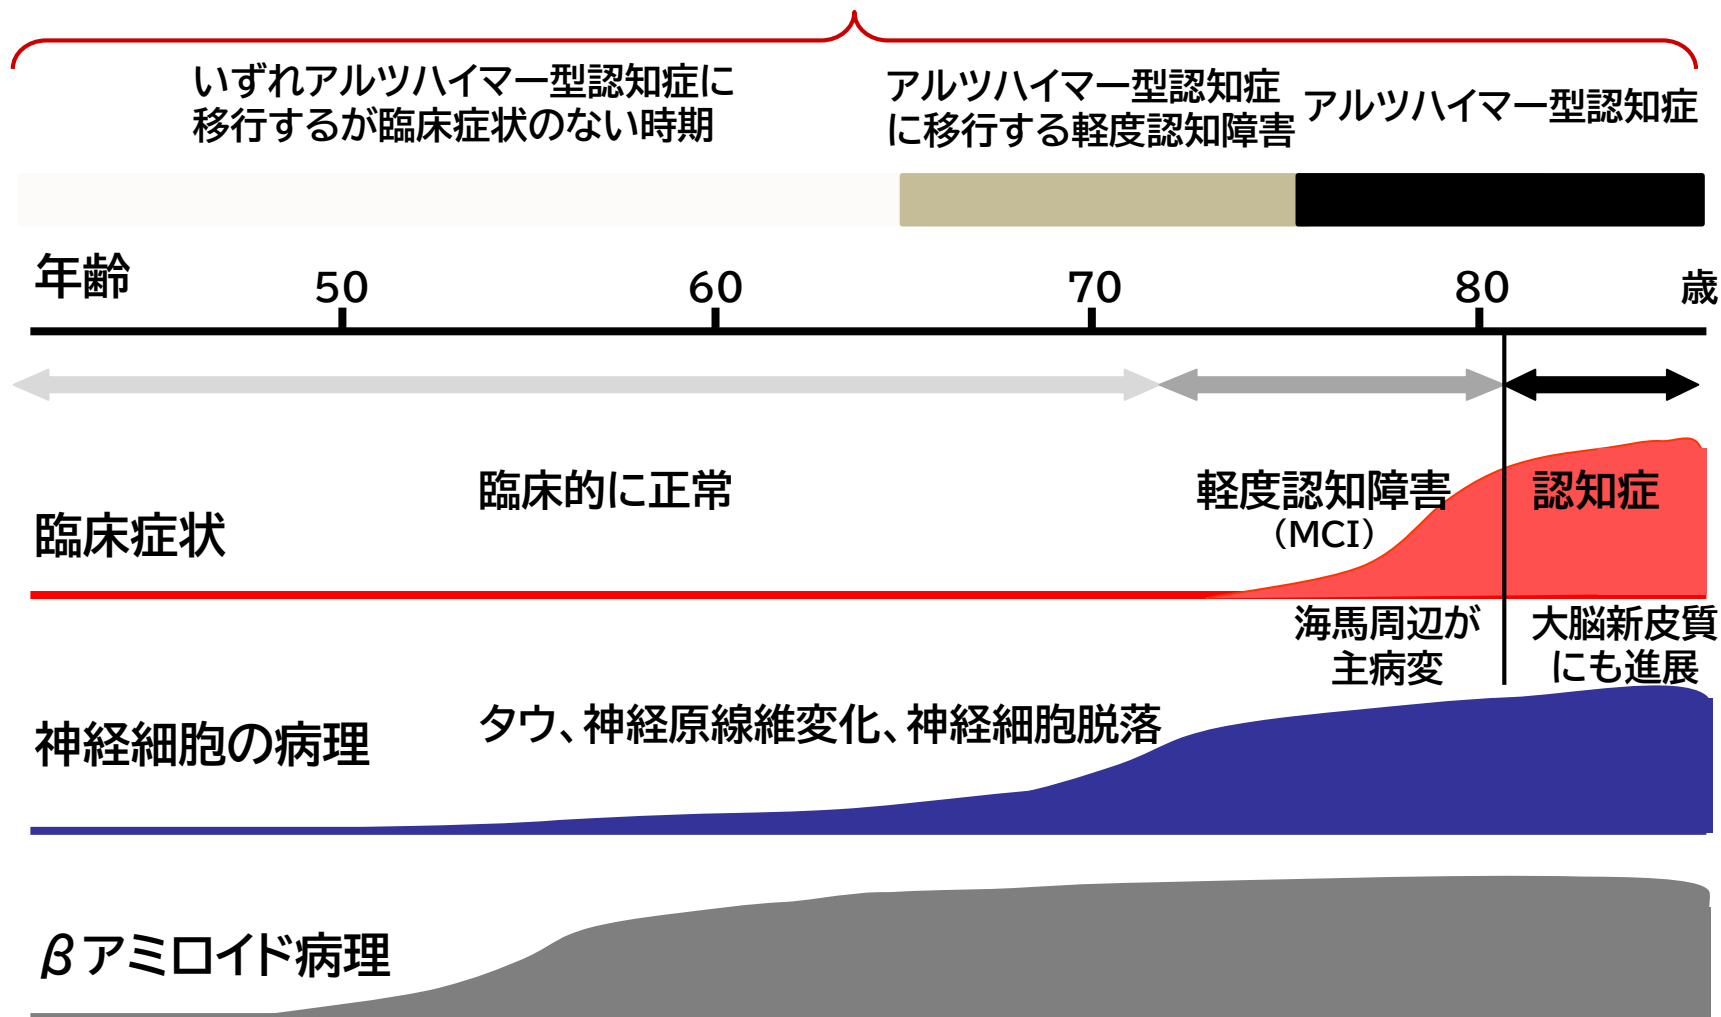 いずれアルツハイマー型認知症に
移行するが臨床症状のない時期
アルツハイマー型認知症
に移行する軽度認知障害
アルツハイマー型認知症
年齢
50
60
70
80
歳
臨床的に正常
軽度認知障害
（MCI）
認知症
臨床症状
海馬周辺が
主病変
大脳新皮質
にも進展
タウ、神経原線維変化、神経細胞脱落
神経細胞の病理
βアミロイド病理